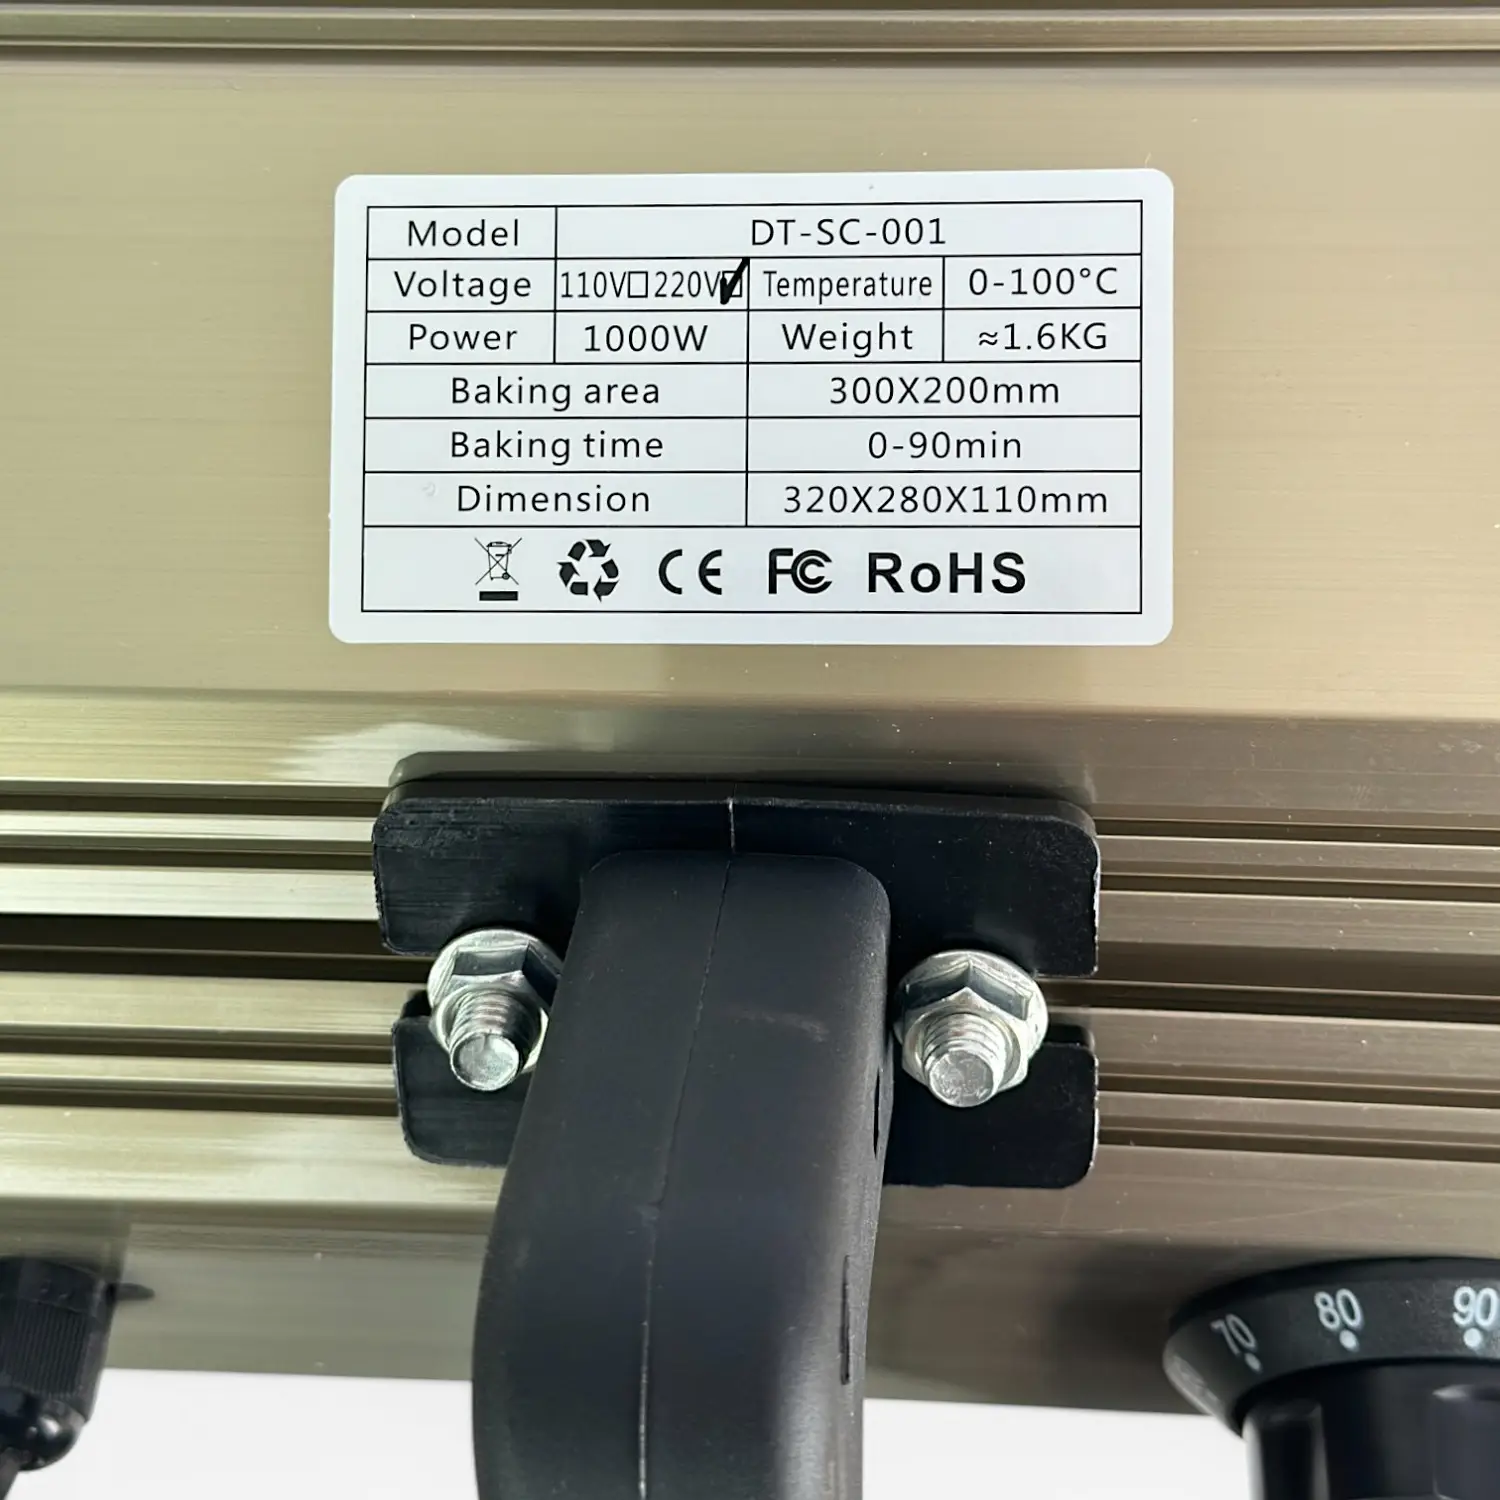 Model DT-SC-001
Voltage 110V□220V☑ Temperature 0-100°C
Power 1000W Weight ≈1.6KG
Baking area 300X200mm
Baking time 0-90min
Dimension 320X280X110mm
CE FC RoHS
70 80 90